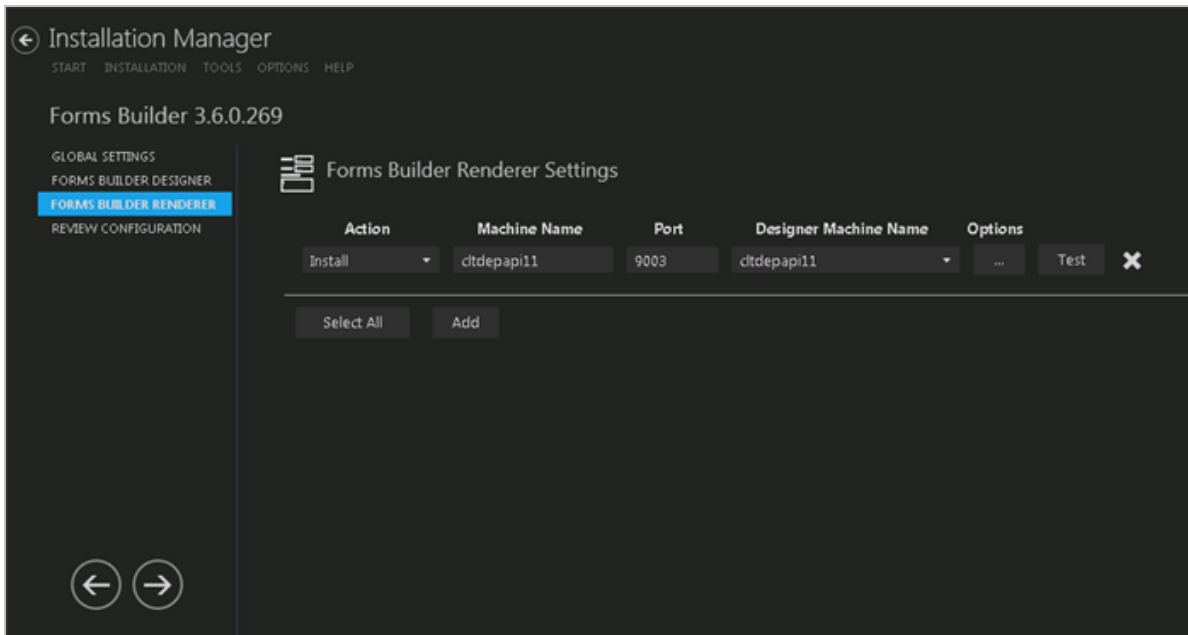 Installation Manager
START INSTALLATION TOOLS OPTIONS HELP
Forms Builder 3.6.0.269
GLOBAL SETTINGS
FORMS BUILDER DESIGNER
FORMS BUILDER RENDERER
REVIEW CONFIGURATION
Forms Builder Renderer Settings
Action Machine Name Port Designer Machine Name Options
Install cltdepapi11 9003 cltdepapi11 ... Test
Select All Add